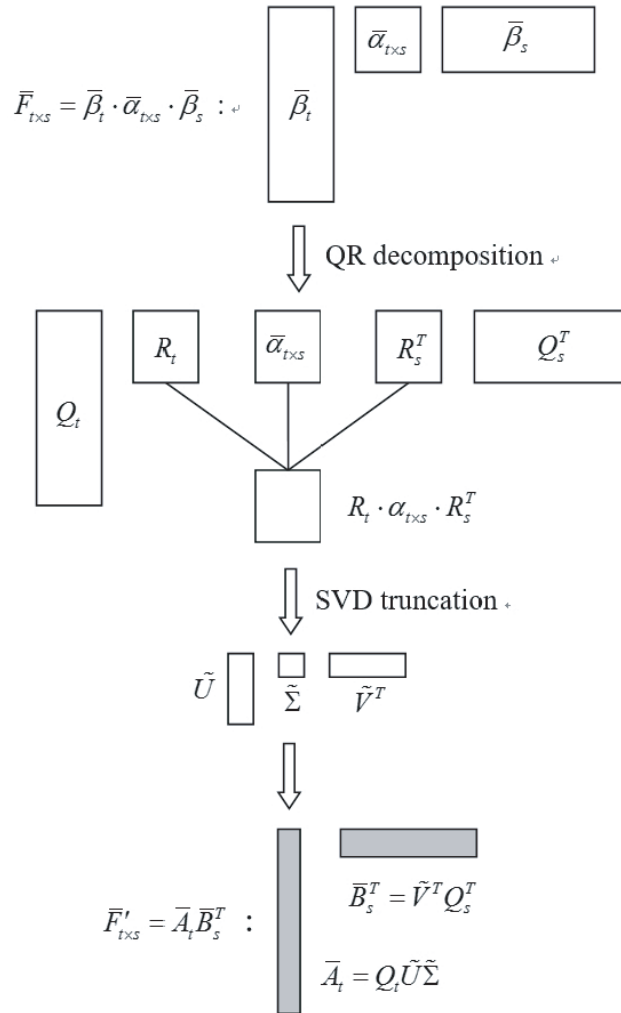 ᾱ_{t×s}
β̄_s
F̄_{t×s} = β̄_t · ᾱ_{t×s} · β̄_s : ↵
β̄_t
QR decomposition ↵
R_t
ᾱ_{t×s}
R_s^T
Q_s^T
Q_t
R_t · α_{t×s} · R_s^T
SVD truncation ↵
Ũ
Σ̃
Ṽ^T
B̄_s^T = Ṽ^T Q_s^T
F̄′_{t×s} = Ā_t B̄_s^T :
Ā_t = Q_t Ũ Σ̃